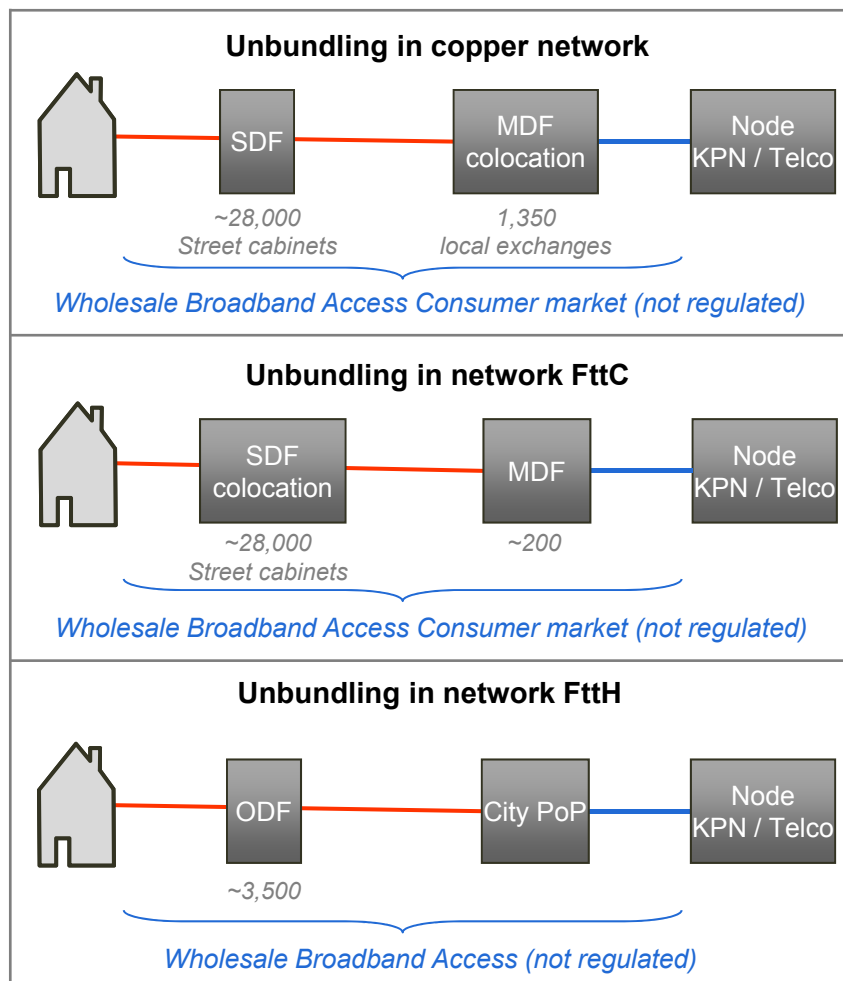 Unbundling in copper network
SDF
MDF
colocation
Node
KPN / Telco
~28,000
Street cabinets
1,350
local exchanges
Wholesale Broadband Access Consumer market (not regulated)
Unbundling in network FttC
SDF
colocation
MDF
Node
KPN / Telco
~28,000
Street cabinets
~200
Wholesale Broadband Access Consumer market (not regulated)
Unbundling in network FttH
ODF
City PoP
Node
KPN / Telco
~3,500
Wholesale Broadband Access (not regulated)